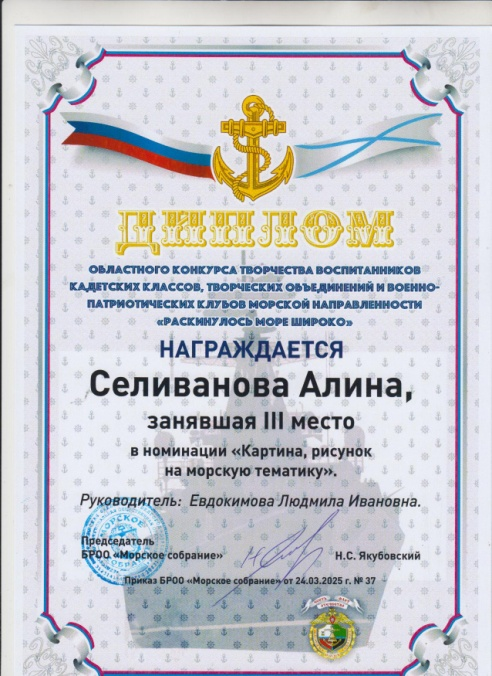 ДИПЛОМ
ОБЛАСТНОГО КОНКУРСА ТВОРЧЕСТВА ВОСПИТАННИКОВ
КАДЕТСКИХ КЛАССОВ, ТВОРЧЕСКИХ ОБЪЕДИНЕНИЙ И ВОЕННО-
ПАТРИОТИЧЕСКИХ КЛУБОВ МОРСКОЙ НАПРАВЛЕННОСТИ
«РАСКИНУЛОСЬ МОРЕ ШИРОКО»
НАГРАЖДАЕТСЯ
Селиванова Алина,
занявшая III место
в номинации «Картина, рисунок
на морскую тематику».
Руководитель: Евдокимова Людмила Ивановна.
МОРСКОЕ
Председатель
БРОО «Морское собрание»
Н.С. Якубовский
Приказ БРОО «Морское собрание» от 24.03.2025 г. № 37